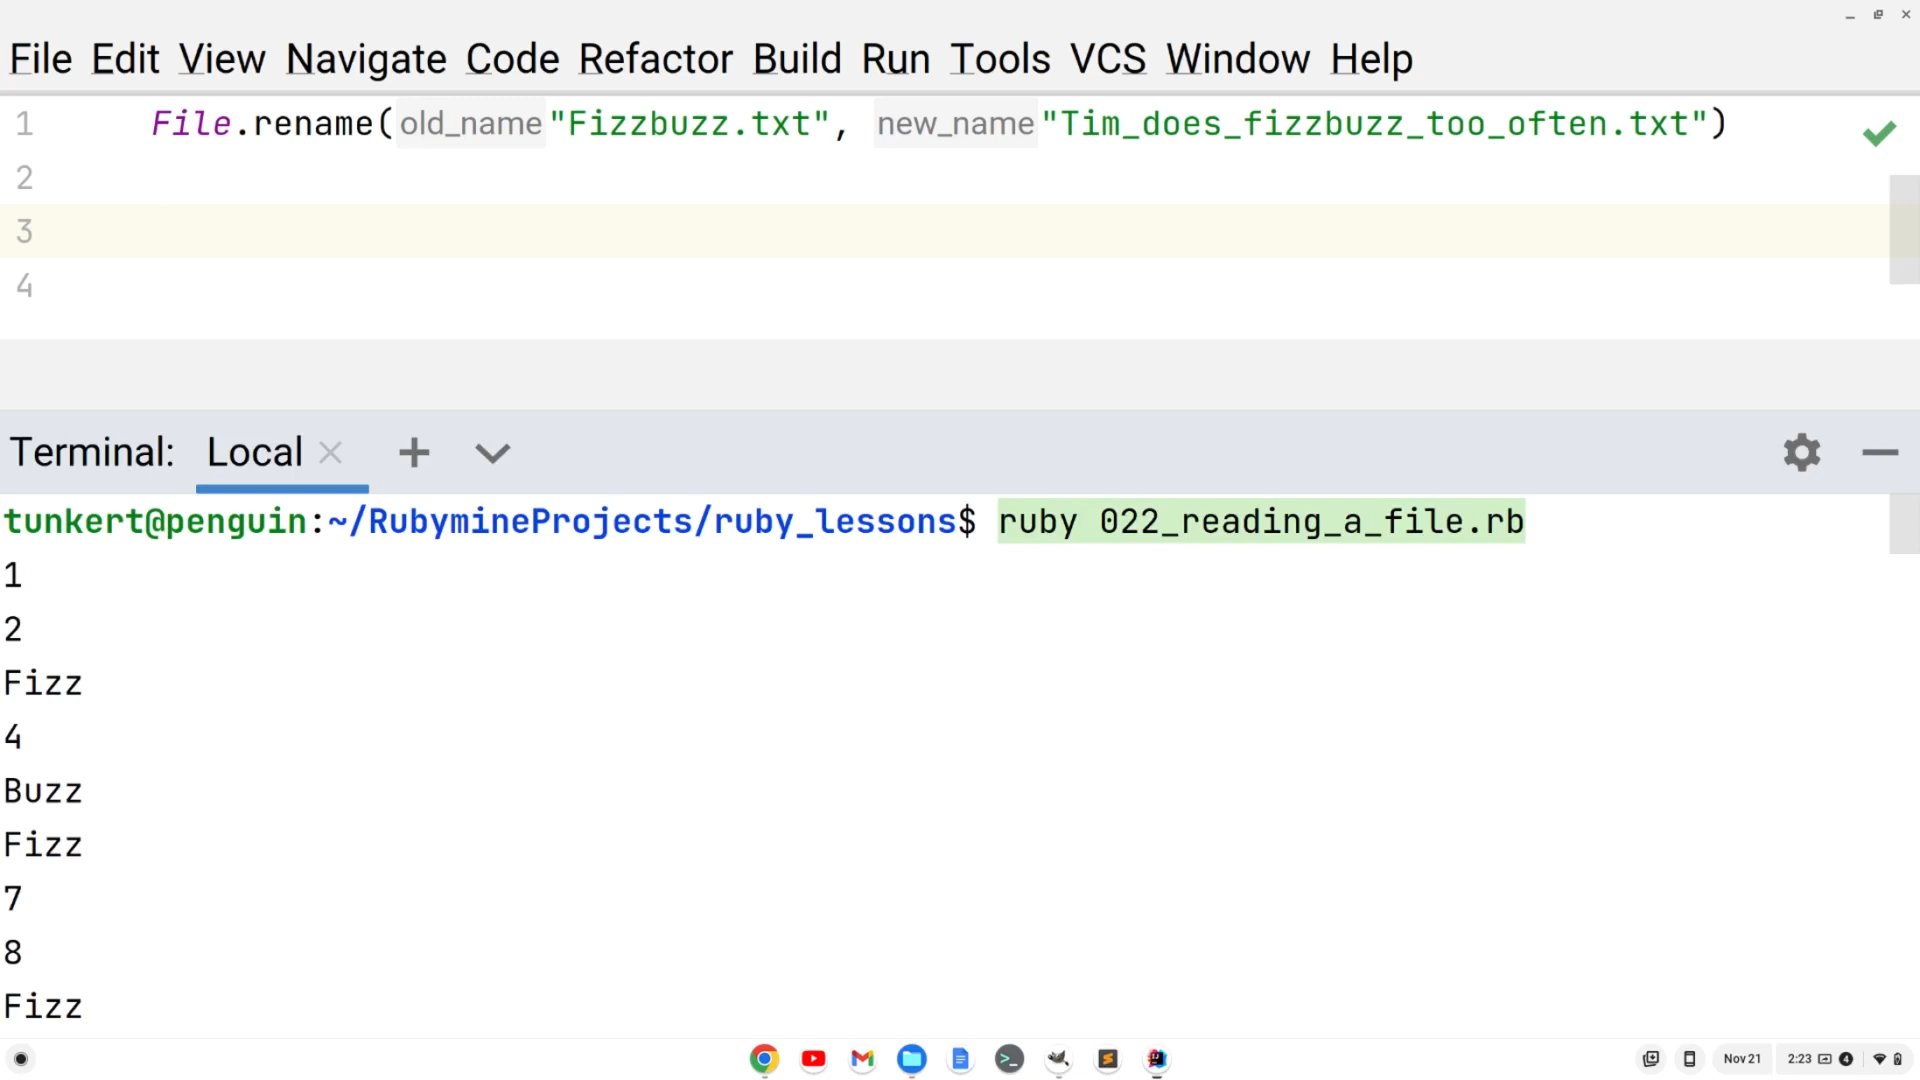 File Edit View Navigate Code Refactor Build Run Tools VCS Window Help
1 File.rename(old_name "Fizzbuzz.txt", new_name "Tim_does_fizzbuzz_too_often.txt")
2
3
4
Terminal: Local
tunkert@penguin:~/RubymineProjects/ruby_lessons$ ruby 022_reading_a_file.rb
1
2
Fizz
4
Buzz
Fizz
7
8
Fizz
Nov 21 2:23 4